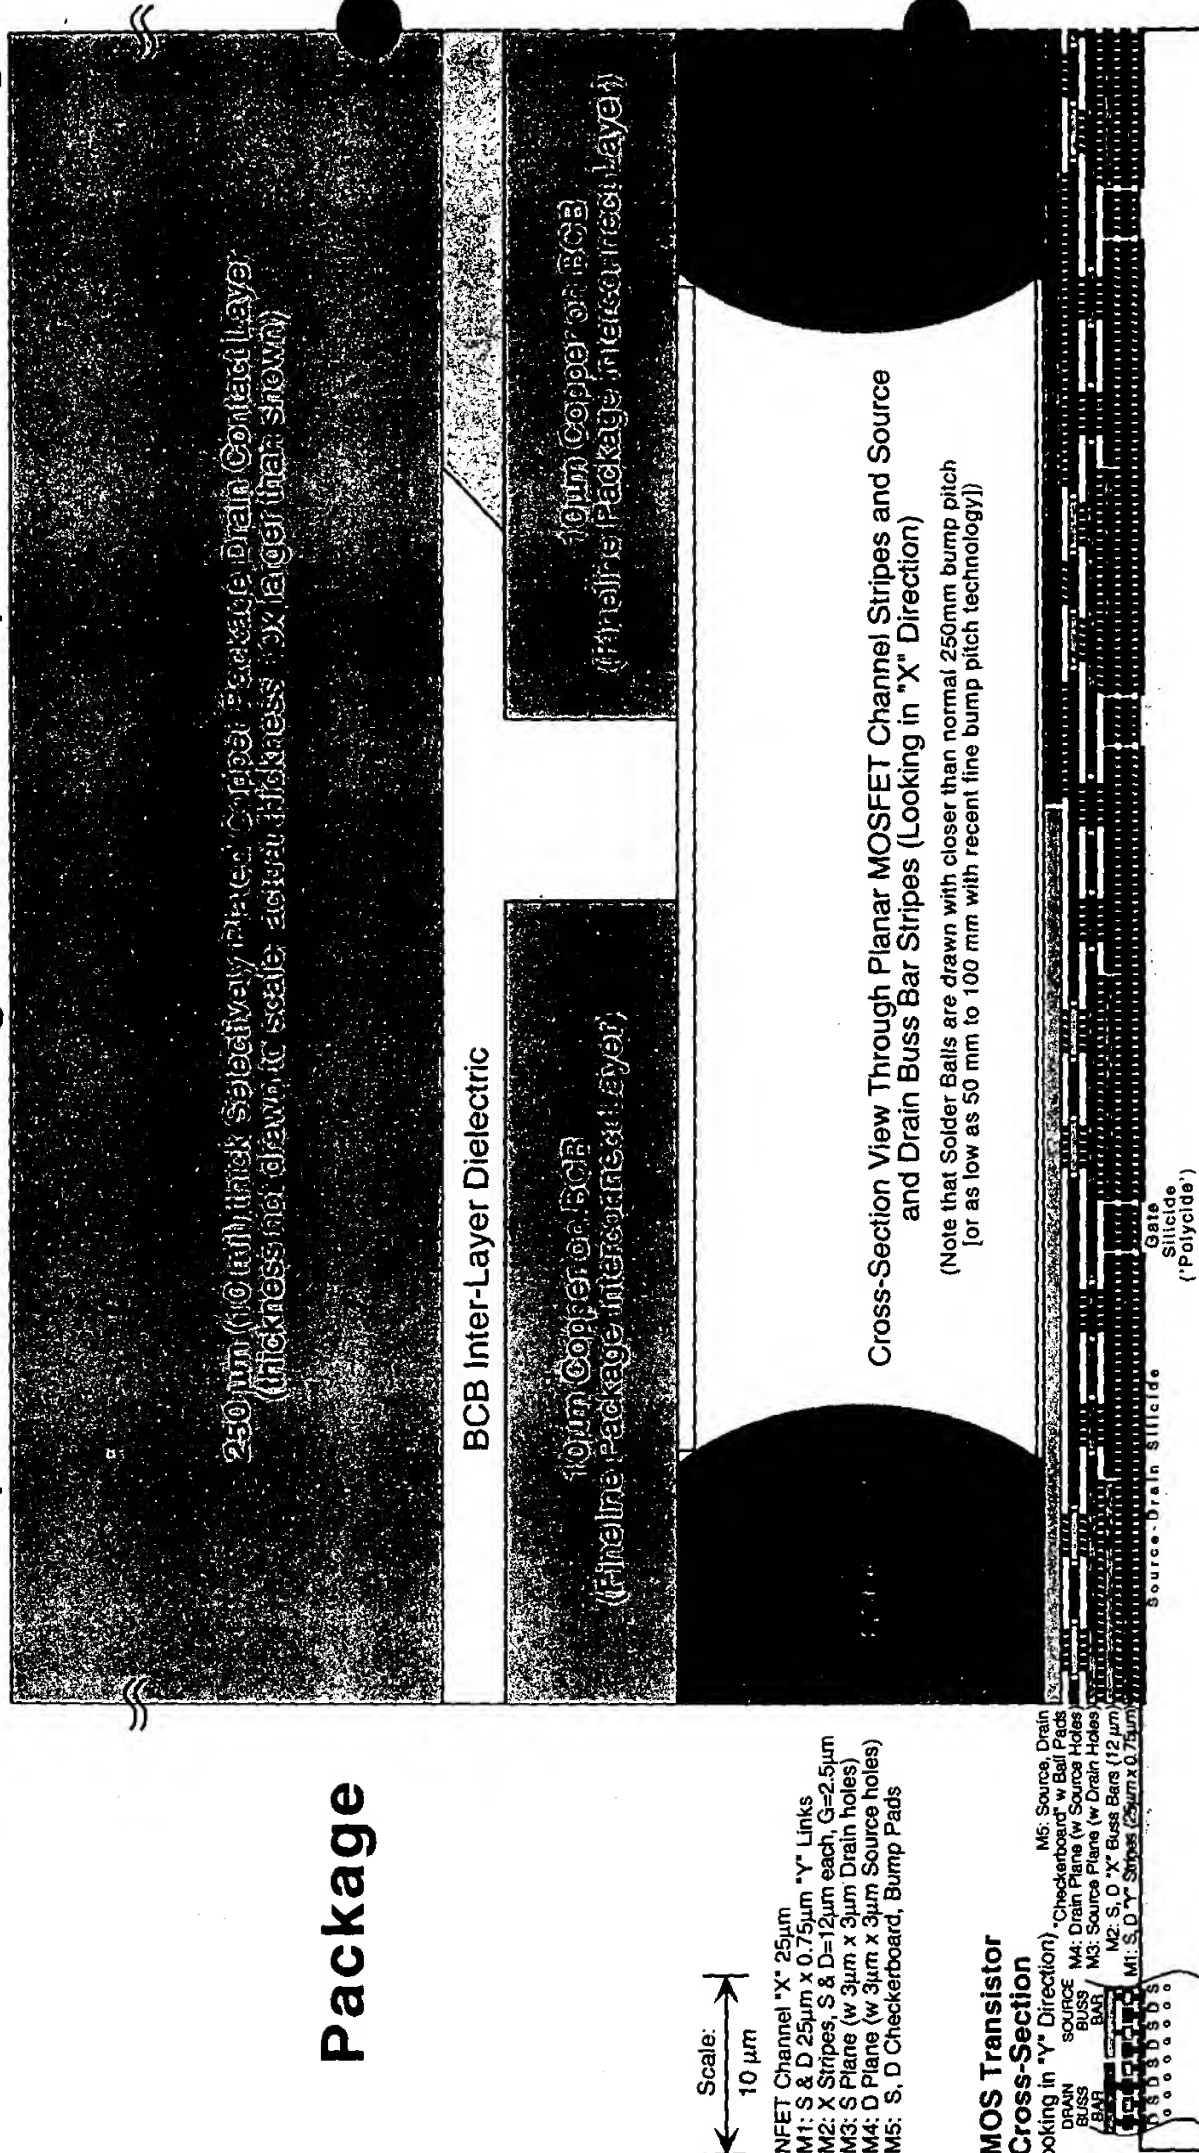 Package
250 µm (10 mil) thick Selectively Plated Copper Package Drain Contact Layer
(thickness not drawn to scale, actual thickness 10X larger than shown)
BCB Inter-Layer Dielectric
10µm Copper on BCB
(Fineline Package Interconnect Layer)
10µm Copper on BCB
(Fineline Package Interconnect Layer)
Cross-Section View Through Planar MOSFET Channel Stripes and Source
and Drain Buss Bar Stripes (Looking in "X" Direction)
(Note that Solder Balls are drawn with closer than normal 250mm bump pitch
[or as low as 50 mm to 100 mm with recent fine bump pitch technology])
Scale:
10 µm
NFET Channel "X" 25µm
M1: S & D 25µm x 0.75µm "Y" Links
M2: X Stripes, S & D=12µm each, G=2.5µm
M3: S Plane (w 3µm x 3µm Drain holes)
M4: D Plane (w 3µm x 3µm Source holes)
M5: S, D Checkerboard, Bump Pads
MOS Transistor
Cross-Section
ooking in "Y" Direction)
DRAIN BUSS BAR
SOURCE BUSS BAR
D S D S D S D S D S
M5: Source, Drain
"Checkerboard" w Ball Pads
M4: Drain Plane (w Source Holes)
M3: Source Plane (w Drain Holes)
M2: S, D "X" Buss Bars (12 µm)
M1: S, D "Y" Stripes (25µm x 0.75µm)
Source-Drain Silicide
Gate
Silicide
('Polycide')